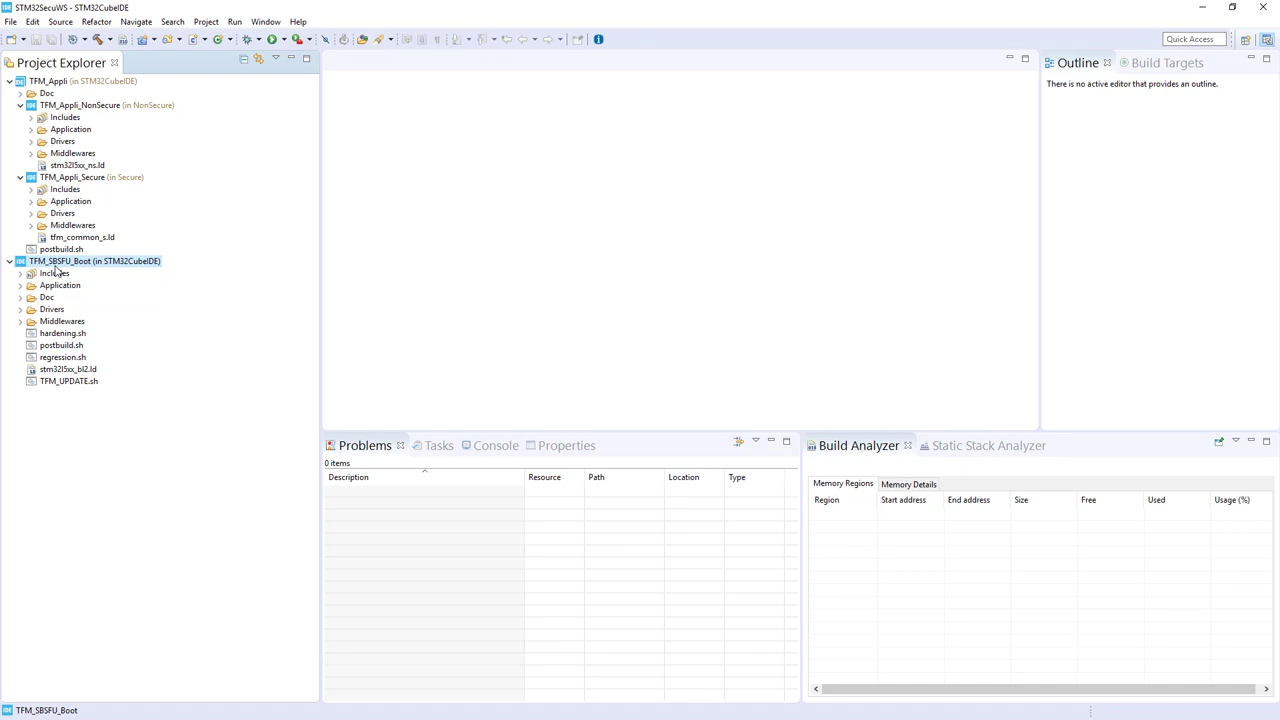 STM32SecuWS - STM32CubeIDE
File Edit Source Refactor Navigate Search Project Run Window Help
Quick Access
Project Explorer
TFM_Appli (in STM32CubeIDE)
Doc
TFM_Appli_NonSecure (in NonSecure)
Includes
Application
Drivers
Middlewares
stm32l5xx_ns.ld
TFM_Appli_Secure (in Secure)
Includes
Application
Drivers
Middlewares
tfm_common_s.ld
postbuild.sh
TFM_SBSFU_Boot (in STM32CubeIDE)
Includes
Application
Doc
Drivers
Middlewares
hardening.sh
postbuild.sh
regression.sh
stm32l5xx_bl2.ld
TFM_UPDATE.sh
Outline Build Targets
There is no active editor that provides an outline.
Problems Tasks Console Properties
0 items
Description Resource Path Location Type
Build Analyzer Static Stack Analyzer
Memory Regions Memory Details
Region Start address End address Size Free Used Usage (%)
TFM_SBSFU_Boot